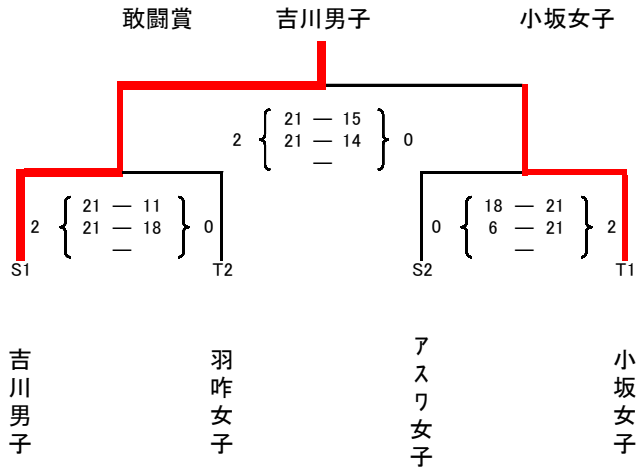 敢闘賞 吉川男子 小坂女子
21 ― 15
2 { 21 ― 14 } 0
―
21 ― 11 18 ― 21
2 { 21 ― 18 } 0 0 { 6 ― 21 } 2
― ―
S1 T2 S2 T1
吉川男子
羽咋女子
アスワ女子
小坂女子